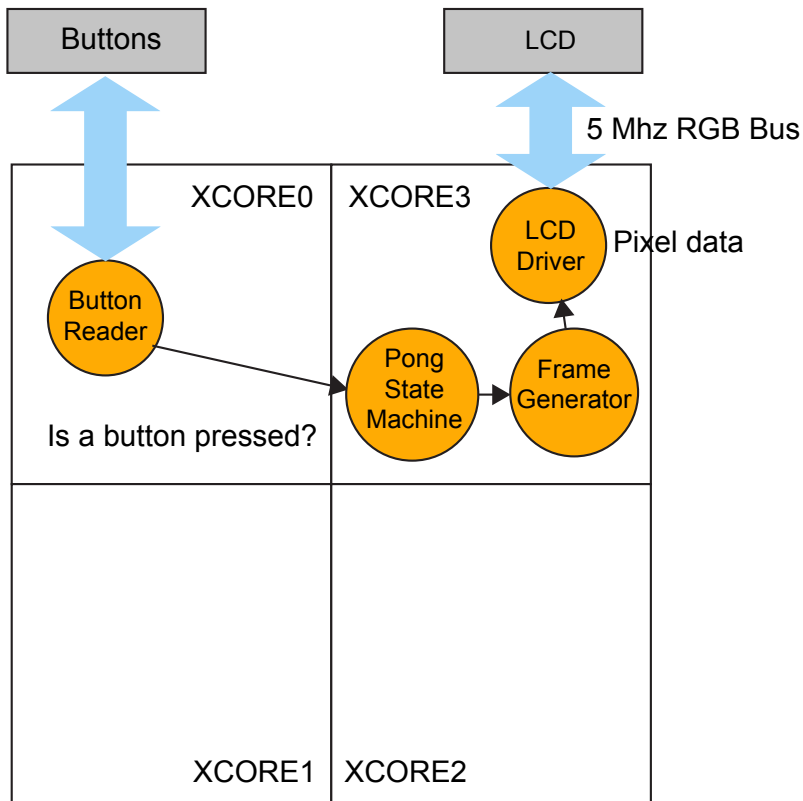 Buttons
LCD
5 Mhz RGB Bus
XCORE0
XCORE3
LCD
Driver
Pixel data
Button
Reader
Pong
State
Machine
Frame
Generator
Is a button pressed?
XCORE1
XCORE2